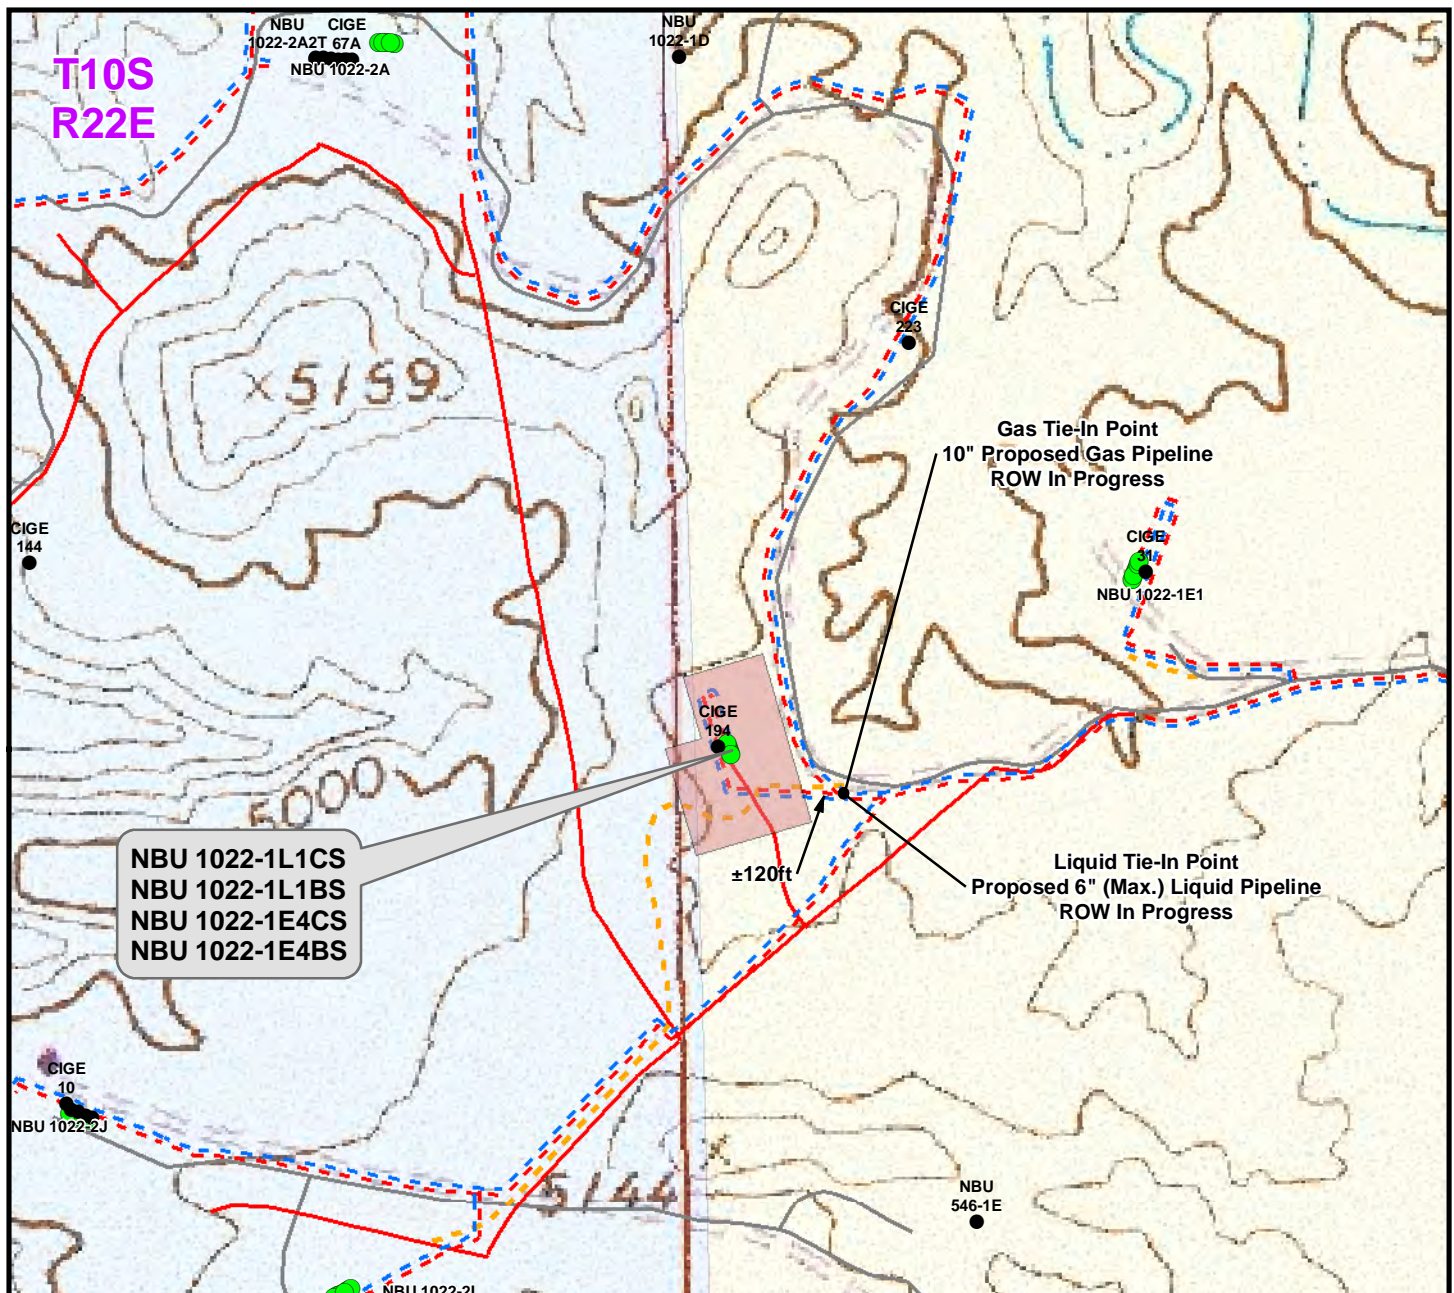 T10S
R22E
NBU CIGE
1022-2A2T 67A
NBU 1022-2A
NBU
1022-1D
5
CIGE
223
×5159
Gas Tie-In Point
10" Proposed Gas Pipeline
ROW In Progress
CIGE
144
CIGE
31
NBU 1022-1E1
CIGE
194
5000
NBU 1022-1L1CS
NBU 1022-1L1BS
NBU 1022-1E4CS
NBU 1022-1E4BS
±120ft
Liquid Tie-In Point
Proposed 6" (Max.) Liquid Pipeline
ROW In Progress
CIGE
10
NBU 1022-2J
5144
×
NBU
546-1E
NBU